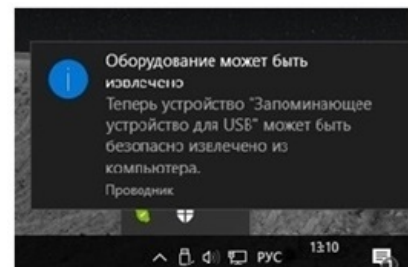 Оборудование может быть
извлечено
Теперь устройство "Запоминающее
устройство для USB" может быть
безопасно извлечено из
компьютера.
Проводник
РУС
13:10